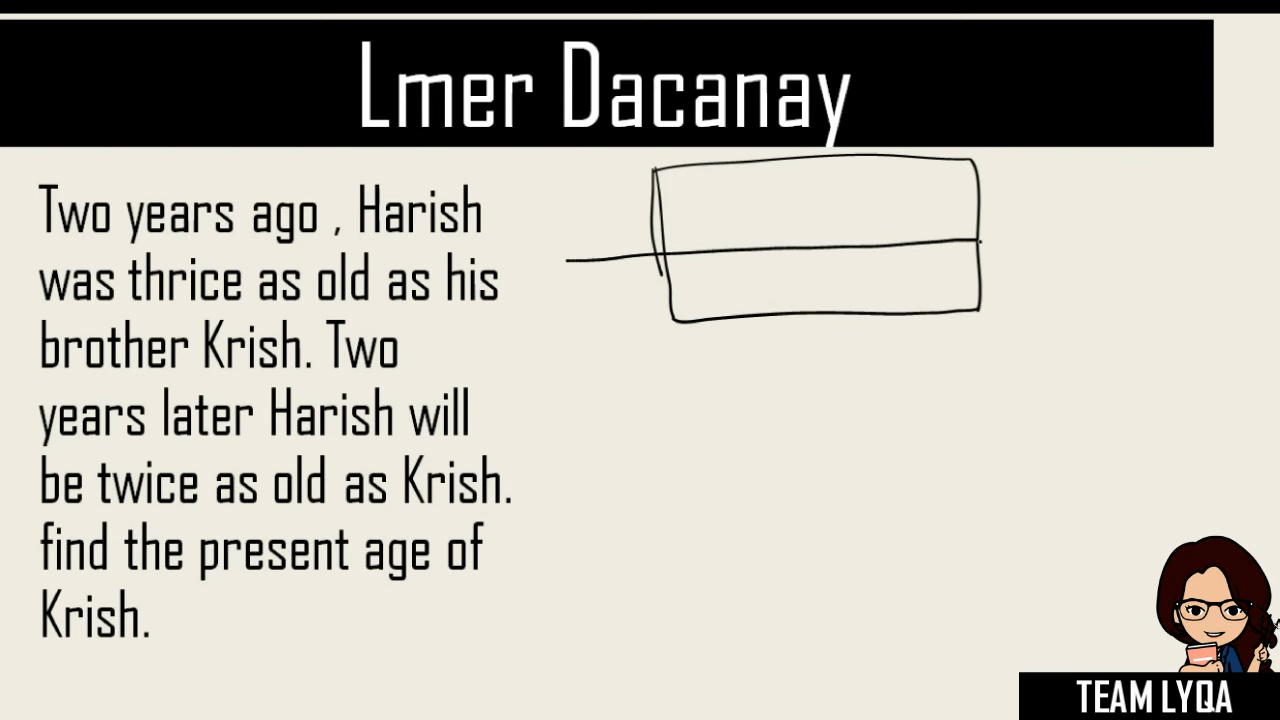 Lmer Dacanay
Two years ago , Harish
was thrice as old as his
brother Krish. Two
years later Harish will
be twice as old as Krish.
find the present age of
Krish.
TEAM LYQA